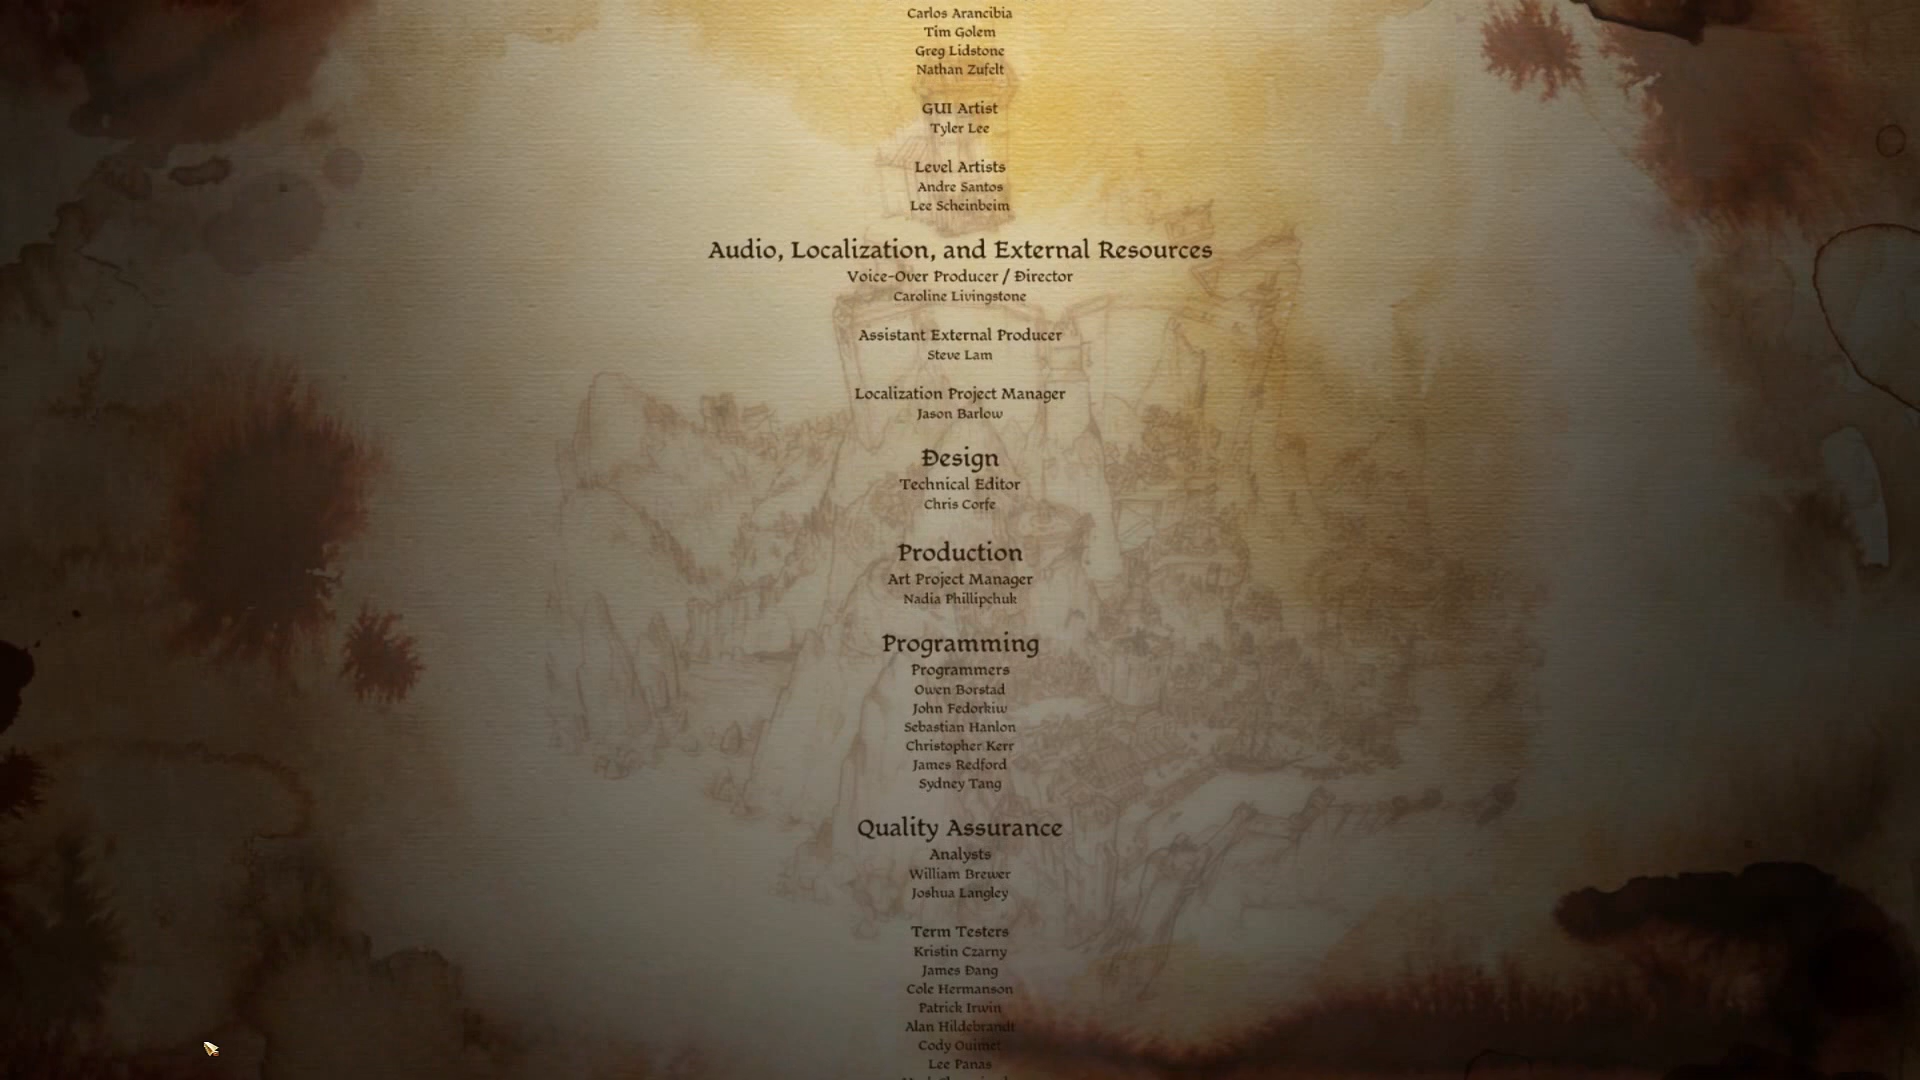 Carlos Arancibia
Tim Golem
Greg Lidstone
Nathan Zufelt
GUI Artist
Tyler Lee
Level Artists
Andre Santos
Lee Scheinbeim
Audio, Localization, and External Resources
Voice-Over Producer / Director
Caroline Livingstone
Assistant External Producer
Steve Lam
Localization Project Manager
Jason Barlow
Design
Technical Editor
Chris Corfe
Production
Art Project Manager
Nadia Phillipchuk
Programming
Programmers
Owen Borstad
John Fedorkiw
Sebastian Hanlon
Christopher Kerr
James Redford
Sydney Tang
Quality Assurance
Analysts
William Brewer
Joshua Langley
Term Testers
Kristin Czarny
James Dang
Cole Hermanson
Patrick Irwin
Alan Hildebrandt
Cody Ouimet
Lee Panas